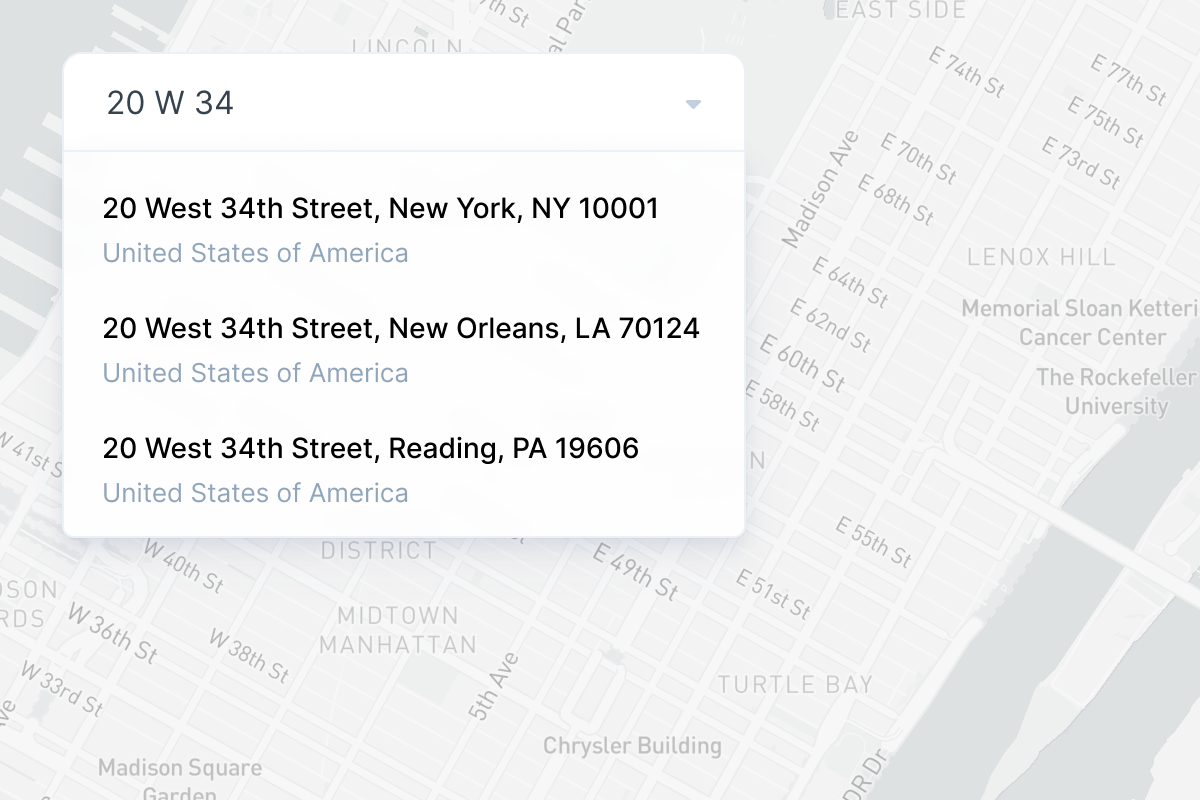 EAST SIDE
7th St
LINCOLN
E 74th St
E 77th St
E 75th St
20 W 34
E 70th St
E 73rd St
Madison Ave
E 68th St
20 West 34th Street, New York, NY 10001
United States of America
LENOX HILL
E 64th St
Memorial Sloan Ketteri
Cancer Center
E 62nd St
20 West 34th Street, New Orleans, LA 70124
United States of America
E 60th St
The Rockefeller
University
E 58th St
20 West 34th Street, Reading, PA 19606
United States of America
W 41st S
N
E 55th St
DISTRICT
W 40th St
E 49th St
E 51st St
DSON
RDS
MIDTOWN
MANHATTAN
W 36th St
W 38th St
W 33rd St
5th Ave
TURTLE BAY
Chrysler Building
Madison Square
Garden
DR Dr